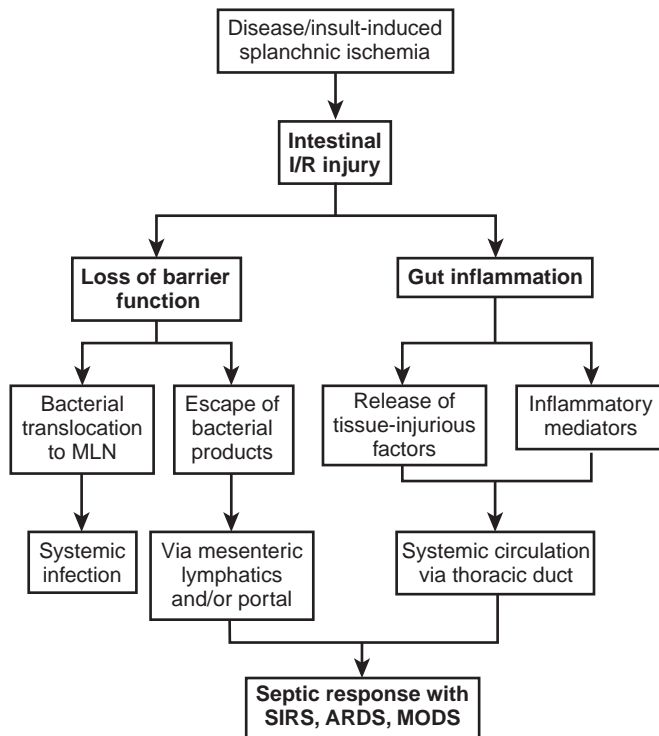 Disease/insult-induced
splanchnic ischemia
Intestinal
I/R injury
Loss of barrier
function
Gut inflammation
Bacterial
translocation
to MLN
Escape of
bacterial
products
Release of
tissue-injurious
factors
Inflammatory
mediators
Systemic
infection
Via mesenteric
lymphatics
and/or portal
Systemic circulation
via thoracic duct
Septic response with
SIRS, ARDS, MODS